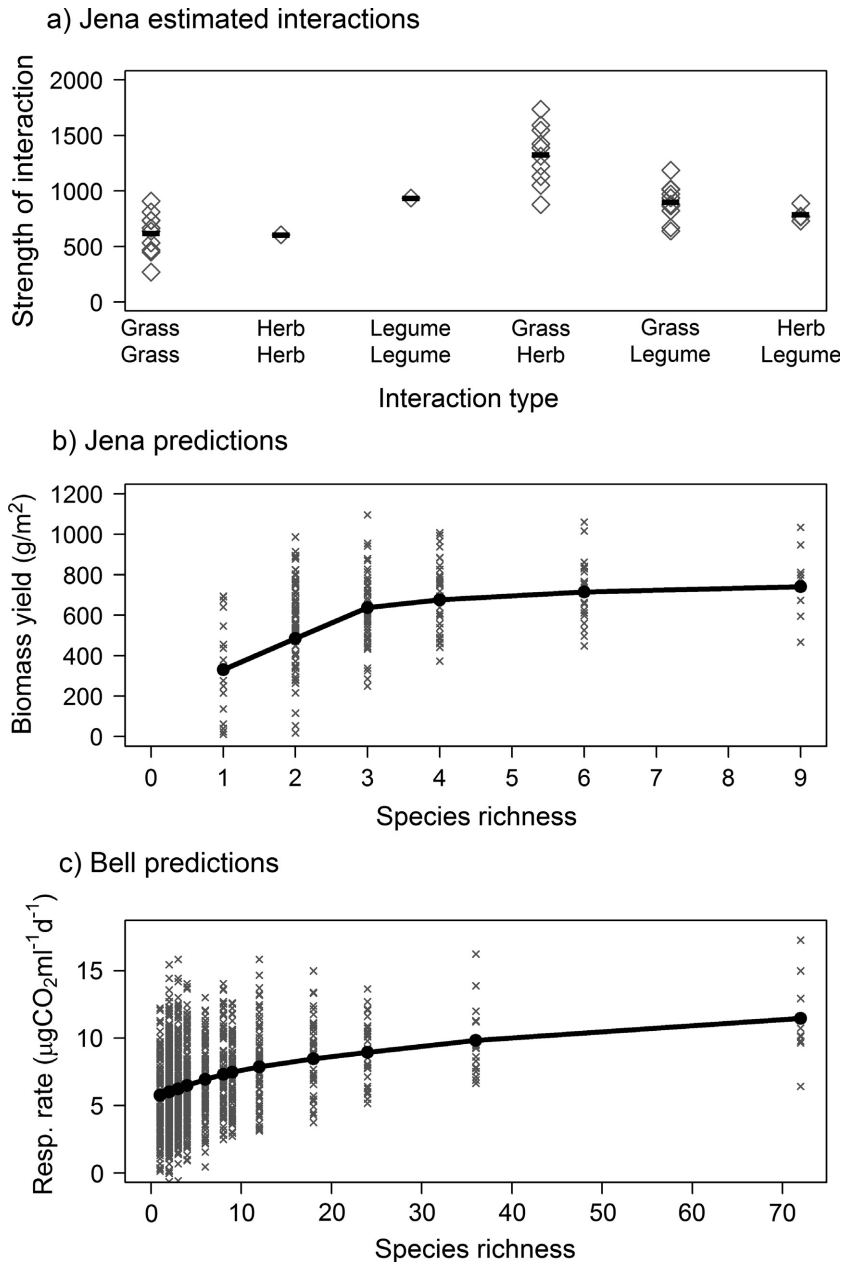 a) Jena estimated interactions
Strength of interaction
2000
1500
1000
500
0
Grass Herb Legume Grass Grass Herb
Grass Herb Legume Herb Legume Legume
Interaction type
b) Jena predictions
Biomass yield (g/m²)
1200
1000
800
600
400
200
0
0 1 2 3 4 5 6 7 8 9
Species richness
c) Bell predictions
Resp. rate (µgCO₂ml⁻¹d⁻¹)
15
10
5
0
0 10 20 30 40 50 60 70
Species richness